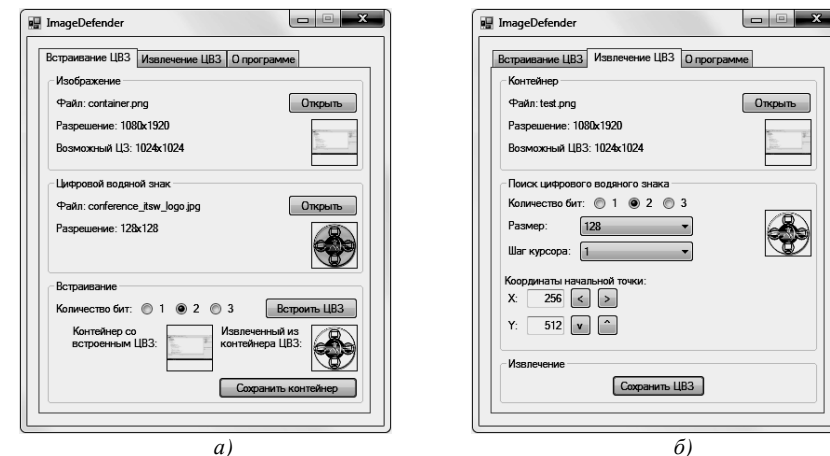 ImageDefender
Встраивание ЦВЗ Извлечение ЦВЗ О программе
Изображение
Файл: container.png Открыть
Разрешение: 1080x1920
Возможный ЦЗ: 1024x1024
Цифровой водяной знак
Файл: conference_itsw_logo.jpg Открыть
Разрешение: 128x128
Встраивание
Количество бит: 1 2 3 Встроить ЦВЗ
Контейнер со встроенным ЦВЗ:
Извлеченный из контейнера ЦВЗ:
Сохранить контейнер
а)
ImageDefender
Встраивание ЦВЗ Извлечение ЦВЗ О программе
Контейнер
Файл: test.png Открыть
Разрешение: 1080x1920
Возможный ЦВЗ: 1024x1024
Поиск цифрового водяного знака
Количество бит: 1 2 3
Размер: 128
Шаг курсора: 1
Координаты начальной точки:
X: 256 < >
Y: 512 v ^
Извлечение
Сохранить ЦВЗ
б)